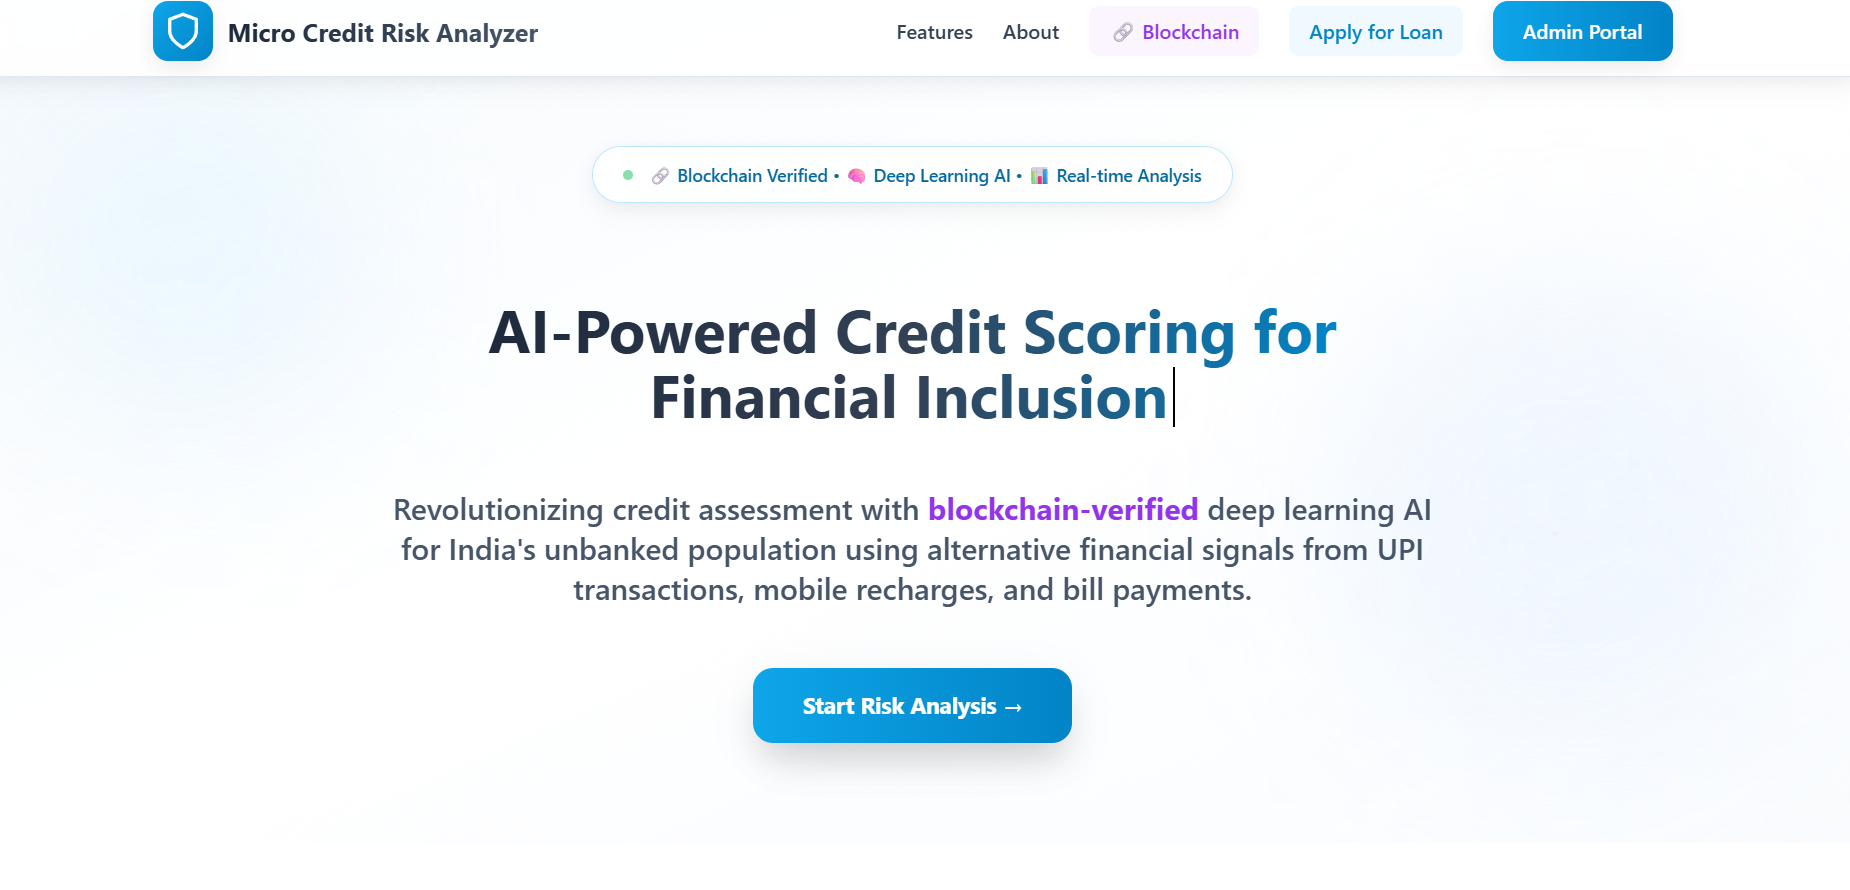 Micro Credit Risk Analyzer
Features
About
🔗 Blockchain
Apply for Loan
Admin Portal
🔗 Blockchain Verified • 🧠 Deep Learning AI • 📊 Real-time Analysis
AI-Powered Credit Scoring for
Financial Inclusion
Revolutionizing credit assessment with blockchain-verified deep learning AI
for India's unbanked population using alternative financial signals from UPI
transactions, mobile recharges, and bill payments.
Start Risk Analysis →